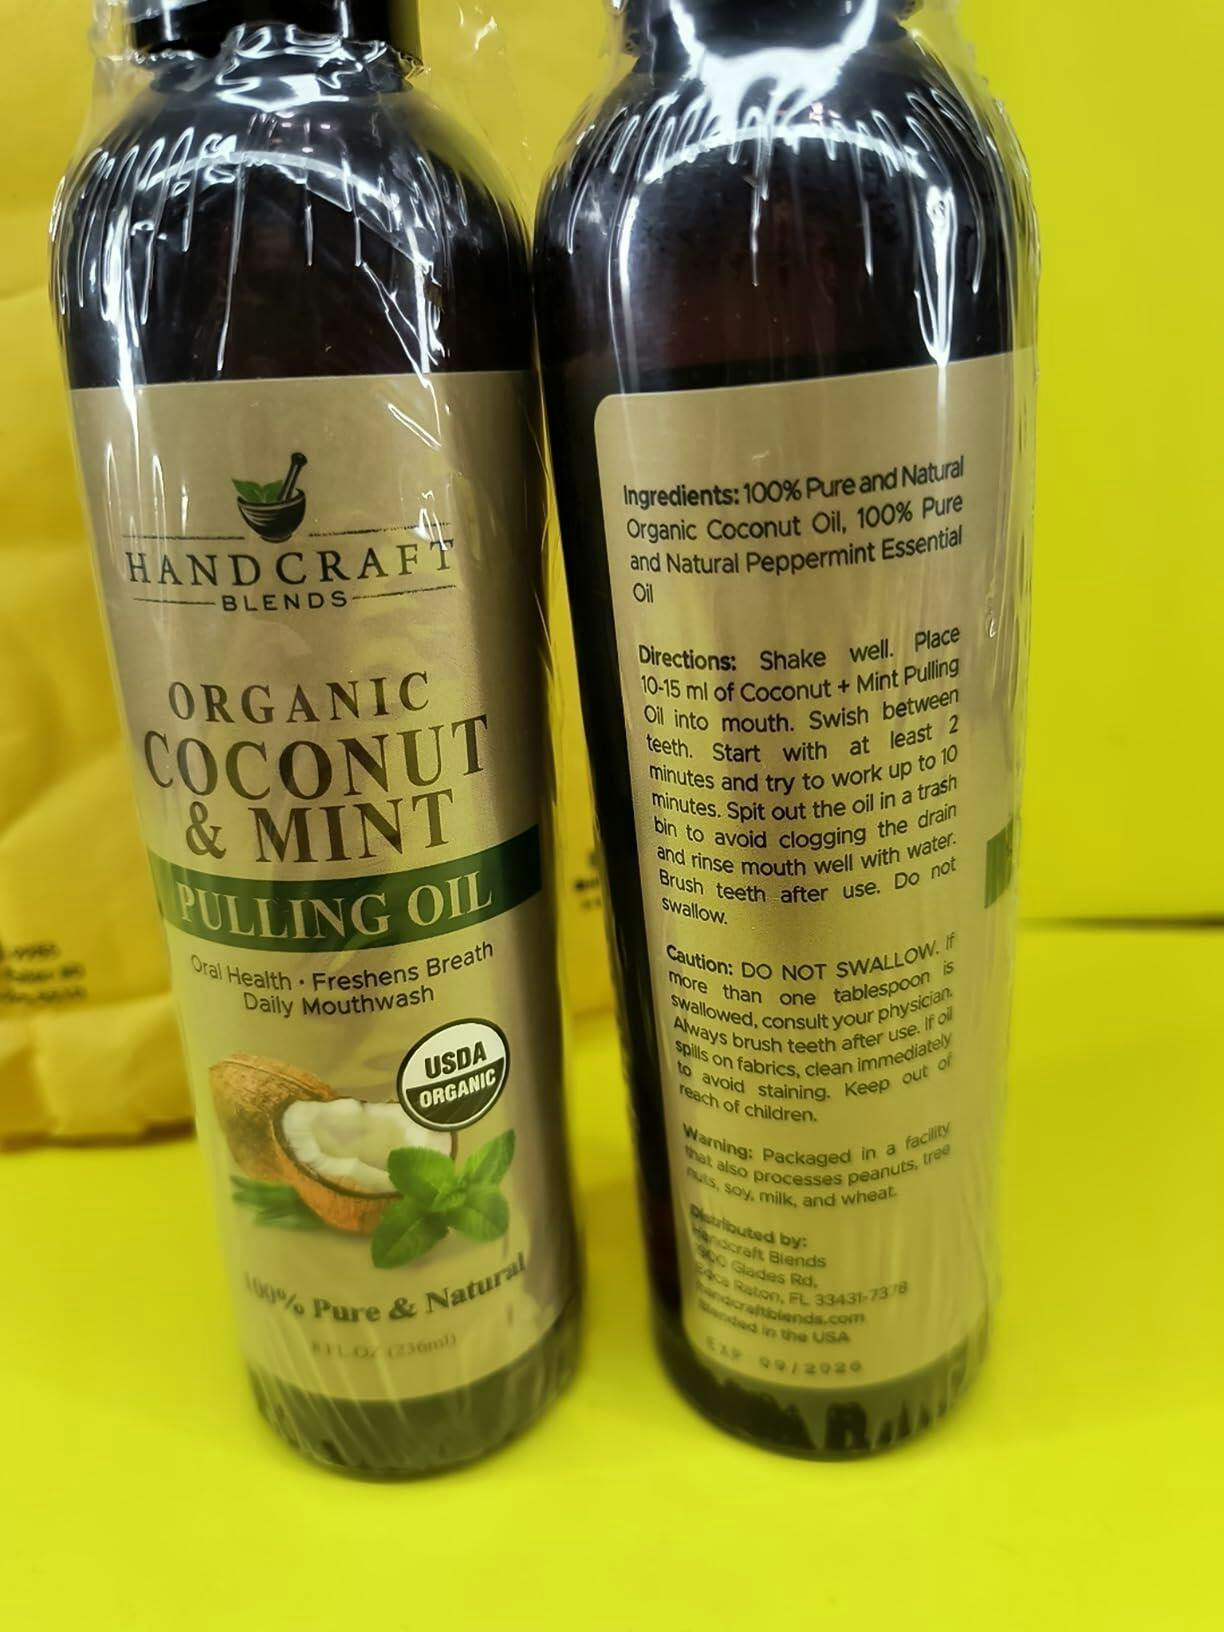 HANDCRAFT
BLENDS
ORGANIC
COCONUT
& MINT
PULLING OIL
Oral Health • Freshens Breath
Daily Mouthwash
USDA
ORGANIC
100% Pure & Natural
8 FL.OZ (236ml)
Ingredients: 100% Pure and Natural
Organic Coconut Oil, 100% Pure
and Natural Peppermint Essential
Oil
Directions: Shake well. Place
10-15 ml of Coconut + Mint Pulling
Oil into mouth. Swish between
teeth. Start with at least 2
minutes and try to work up to 10
minutes. Spit out the oil in a trash
bin to avoid clogging the drain
and rinse mouth well with water.
Brush teeth after use. Do not
swallow.
Caution: DO NOT SWALLOW. If
more than one tablespoon is
swallowed, consult your physician.
Always brush teeth after use. If oil
spills on fabrics, clean immediately
to avoid staining. Keep out of
reach of children.
Warning: Packaged in a facility
that also processes peanuts, tree
nuts, soy, milk, and wheat.
Distributed by:
Handcraft Blends
Glades Rd,
Boca Raton, FL 33431-7378
handcraftblends.com
Blended in the USA
EXP 09/2026